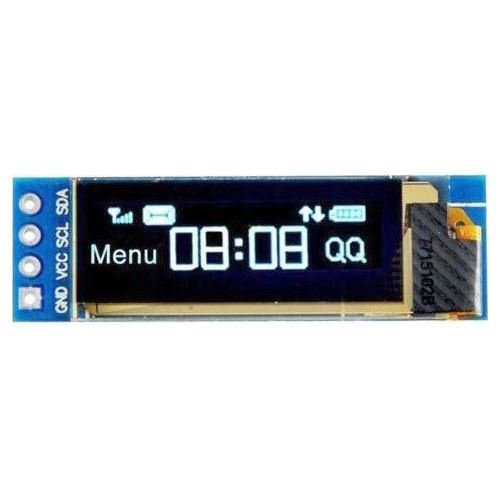 Menu 08:08 QQ
SDA
SCL
VCC
GND